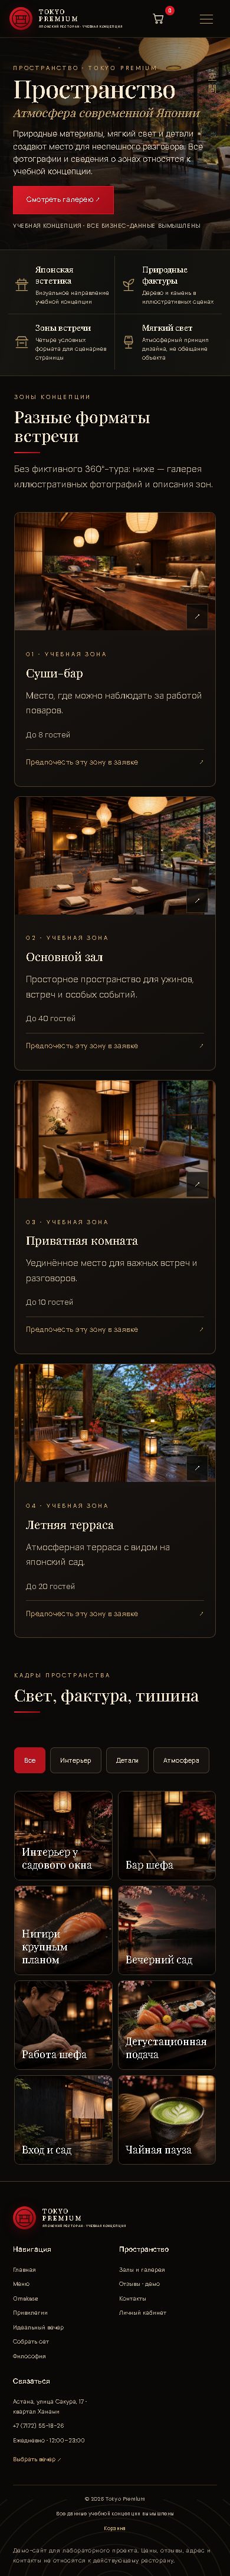 TOKYO
PREMIUM
ЯПОНСКИЙ РЕСТОРАН · УЧЕБНАЯ КОНЦЕПЦИЯ
0
ПРОСТРАНСТВО · TOKYO PREMIUM
Пространство
Атмосфера современной Японии
Природные материалы, мягкий свет и детали
создают место для неспешного разговора. Все
фотографии и сведения о зонах относятся к
учебной концепции.
Смотреть галерею ↗
УЧЕБНАЯ КОНЦЕПЦИЯ · ВСЕ БИЗНЕС-ДАННЫЕ ВЫМЫШЛЕНЫ
Японская
эстетика
Визуальное направление
учебной концепции
Природные
фактуры
Дерево и камень в
иллюстративных сценах
Зоны встречи
Четыре условных
формата для сценариев
страницы
Мягкий свет
Атмосферный принцип
дизайна, не обещание
объекта
ЗОНЫ КОНЦЕПЦИИ
Разные форматы
встречи
Без фиктивного 360°-тура: ниже — галерея
иллюстративных фотографий и описания зон.
↗
01 · УЧЕБНАЯ ЗОНА
Суши-бар
Место, где можно наблюдать за работой
поваров.
До 8 гостей
Предпочесть эту зону в заявке ↗
↗
02 · УЧЕБНАЯ ЗОНА
Основной зал
Просторное пространство для ужинов,
встреч и особых событий.
До 40 гостей
Предпочесть эту зону в заявке ↗
↗
03 · УЧЕБНАЯ ЗОНА
Приватная комната
Уединённое место для важных встреч и
разговоров.
До 10 гостей
Предпочесть эту зону в заявке ↗
↗
04 · УЧЕБНАЯ ЗОНА
Летняя терраса
Атмосферная терраса с видом на
японский сад.
До 20 гостей
Предпочесть эту зону в заявке ↗
КАДРЫ ПРОСТРАНСТВА
Свет, фактура, тишина
Все Интерьер Детали Атмосфера
Интерьер у
садового окна
Бар шефа
Нигири
крупным
планом
Вечерний сад
Работа шефа
Дегустационная
подача
Вход и сад
Чайная пауза
TOKYO
PREMIUM
ЯПОНСКИЙ РЕСТОРАН · УЧЕБНАЯ КОНЦЕПЦИЯ
Навигация
Главная
Меню
Omakase
Привилегии
Идеальный вечер
Собрать сет
Философия
Пространство
Залы и галерея
Отзывы · демо
Контакты
Личный кабинет
Связаться
Астана, улица Сакура, 17 ·
квартал Ханами
+7 (7172) 55-18-26
Ежедневно · 12:00–23:00
Выбрать вечер ↗
© 2026 Tokyo Premium
Все данные учебной концепции вымышлены
Корзина
Демо-сайт для лабораторного проекта. Цены, отзывы, адрес и
контакты не относятся к действующему ресторану.